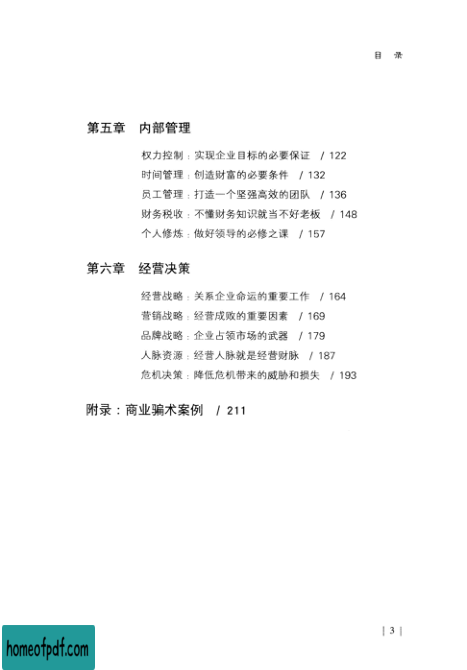 目 录
第五章 内部管理
权力控制：实现企业目标的必要保证 / 122
时间管理：创造财富的必要条件 / 132
员工管理：打造一个坚强高效的团队 / 136
财务税收：不懂财务知识就当不好老板 / 148
个人修炼：做好领导的必修之课 / 157
第六章 经营决策
经营战略：关系企业命运的重要工作 / 164
营销战略：经营成败的重要因素 / 169
品牌战略：企业占领市场的武器 / 179
人脉资源：经营人脉就是经营财脉 / 187
危机决策：降低危机带来的威胁和损失 / 193
附录：商业骗术案例 / 211
| 3 |
homeofpdf.com